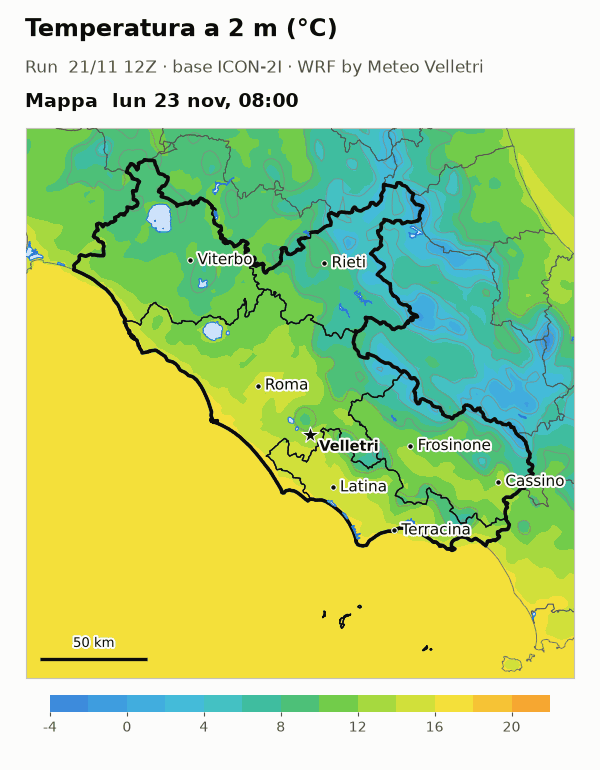 Temperatura a 2 m (°C)
Run  21/11 12Z · base ICON-2I · WRF by Meteo Velletri
Mappa  lun 23 nov, 08:00
Viterbo
Rieti
Roma
Velletri
Frosinone
Cassino
Latina
Terracina
50 km
-4 0 4 8 12 16 20